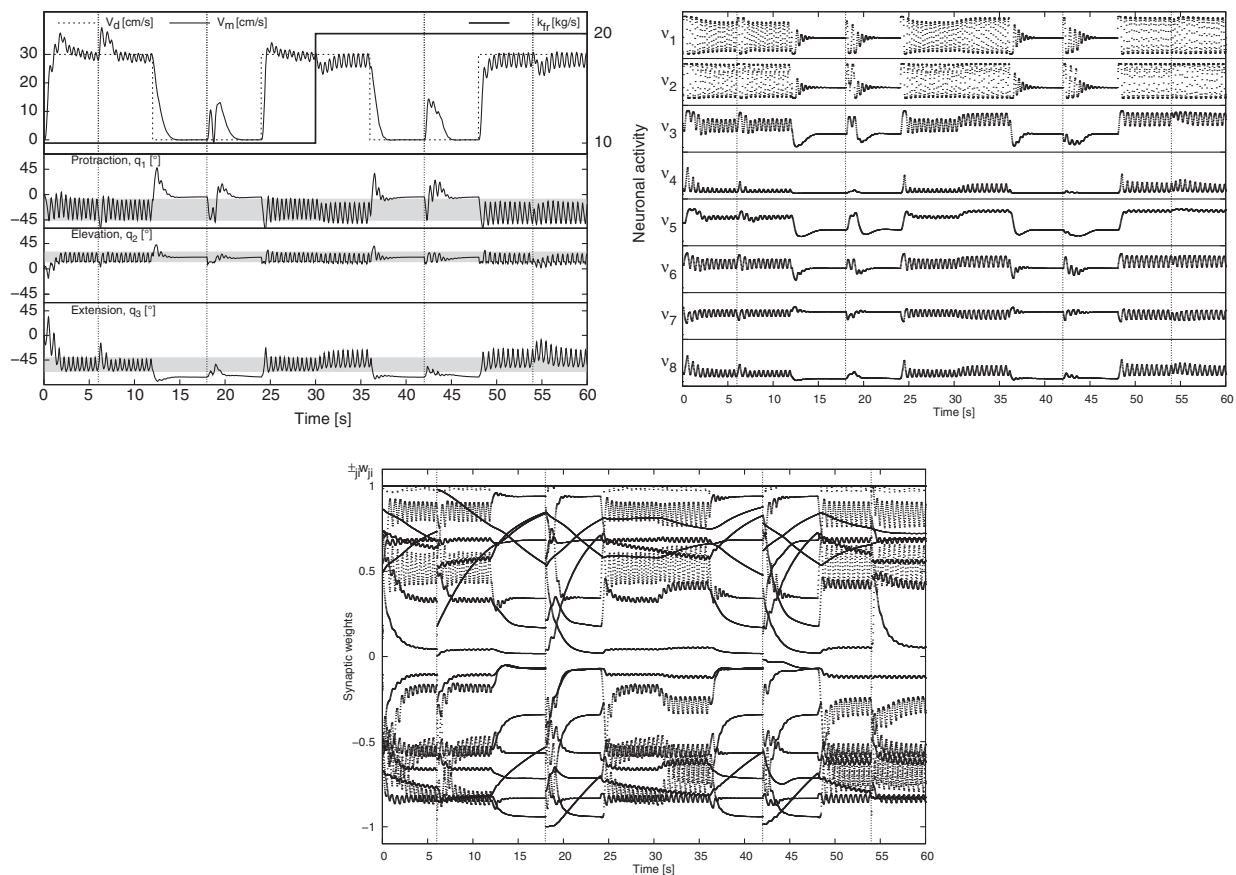 V_d [cm/s] V_m [cm/s] k_fr [kg/s]
30
20
10
0
20
10
Protraction, q_1 [°]
45
0
−45
Elevation, q_2 [°]
45
0
−45
Extension, q_3 [°]
45
0
−45
0 5 10 15 20 25 30 35 40 45 50 55 60
Time [s]
Neuronal activity
ν_1
ν_2
ν_3
ν_4
ν_5
ν_6
ν_7
ν_8
0 5 10 15 20 25 30 35 40 45 50 55 60
Time [s]
±_ji w_ji
Synaptic weights
1
0.5
0
−0.5
−1
0 5 10 15 20 25 30 35 40 45 50 55 60
Time [s]